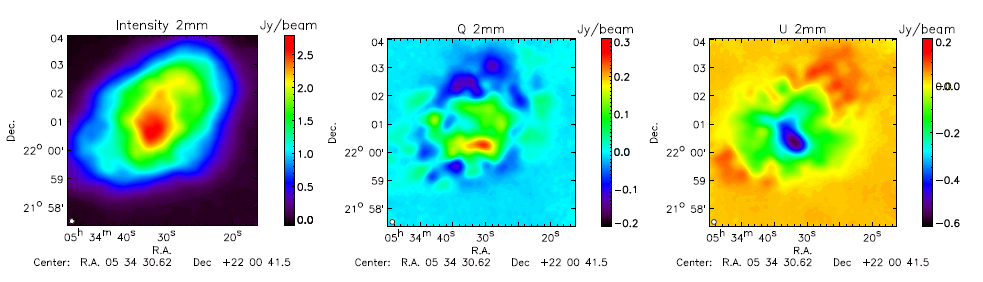 Intensity 2mm Jy/beam
04
03
02
01
22° 00'
59
21° 58'
Dec.
2.5
2.0
1.5
1.0
0.5
0.0
05h 34m 40s 30s 20s
R.A.
Center: R.A. 05 34 30.62 Dec +22 00 41.5
Q 2mm Jy/beam
04
03
02
01
22° 00'
59
21° 58'
Dec.
0.3
0.2
0.1
0.0
−0.1
−0.2
05h 34m 40s 30s 20s
R.A.
Center: R.A. 05 34 30.62 Dec +22 00 41.5
U 2mm Jy/beam
04
03
02
01
22° 00'
59
21° 58'
Dec.
0.2
−0.0
−0.2
−0.4
−0.6
05h 34m 40s 30s 20s
R.A.
Center: R.A. 05 34 30.62 Dec +22 00 41.5